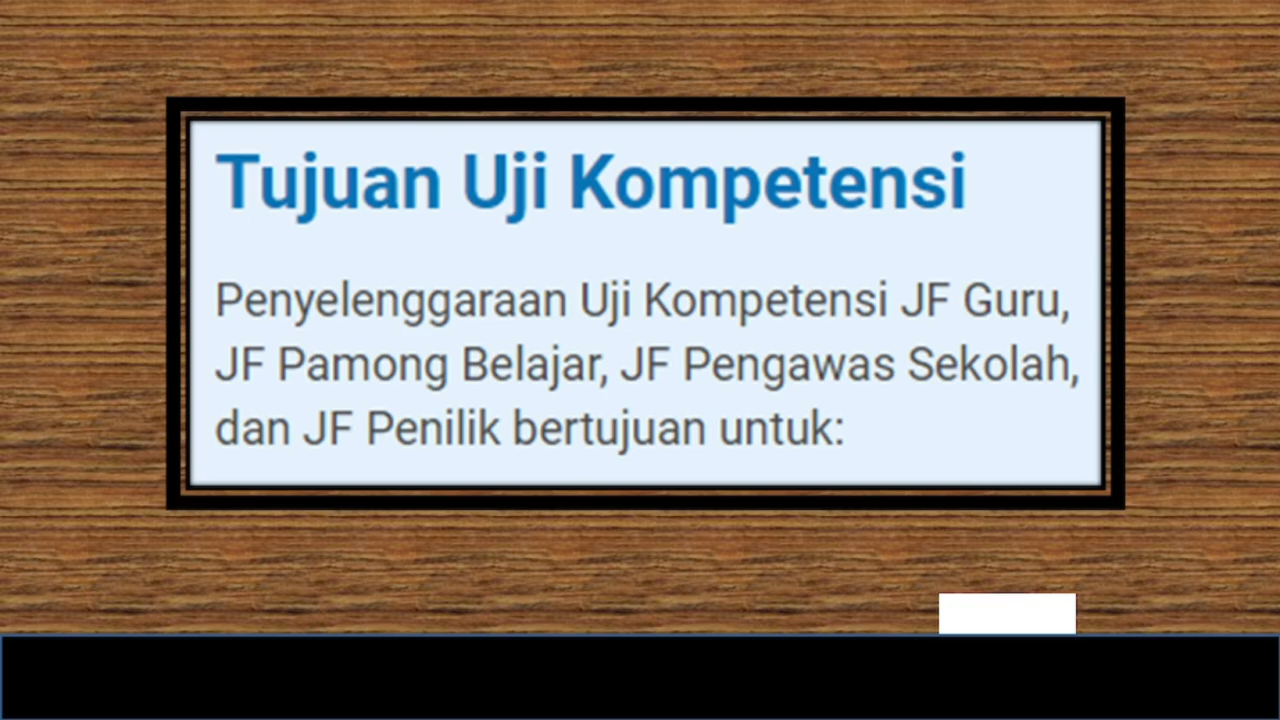 Tujuan Uji Kompetensi
Penyelenggaraan Uji Kompetensi JF Guru,
JF Pamong Belajar, JF Pengawas Sekolah,
dan JF Penilik bertujuan untuk: